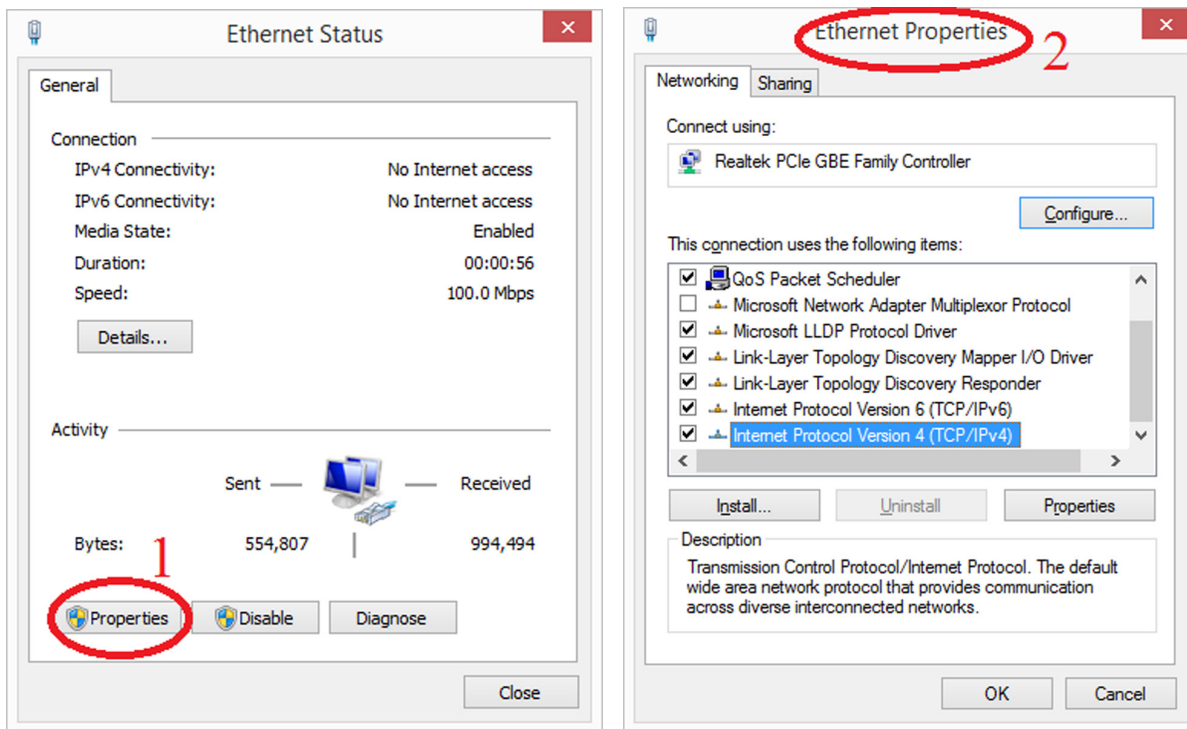 Ethernet Status
General
Connection
IPv4 Connectivity: No Internet access
IPv6 Connectivity: No Internet access
Media State: Enabled
Duration: 00:00:56
Speed: 100.0 Mbps
Details...
Activity
Sent Received
Bytes: 554,807 994,494
1
Properties Disable Diagnose
Close
Ethernet Properties
2
Networking Sharing
Connect using:
Realtek PCIe GBE Family Controller
Configure...
This connection uses the following items:
QoS Packet Scheduler
Microsoft Network Adapter Multiplexor Protocol
Microsoft LLDP Protocol Driver
Link-Layer Topology Discovery Mapper I/O Driver
Link-Layer Topology Discovery Responder
Internet Protocol Version 6 (TCP/IPv6)
Internet Protocol Version 4 (TCP/IPv4)
Install... Uninstall Properties
Description
Transmission Control Protocol/Internet Protocol. The default
wide area network protocol that provides communication
across diverse interconnected networks.
OK Cancel